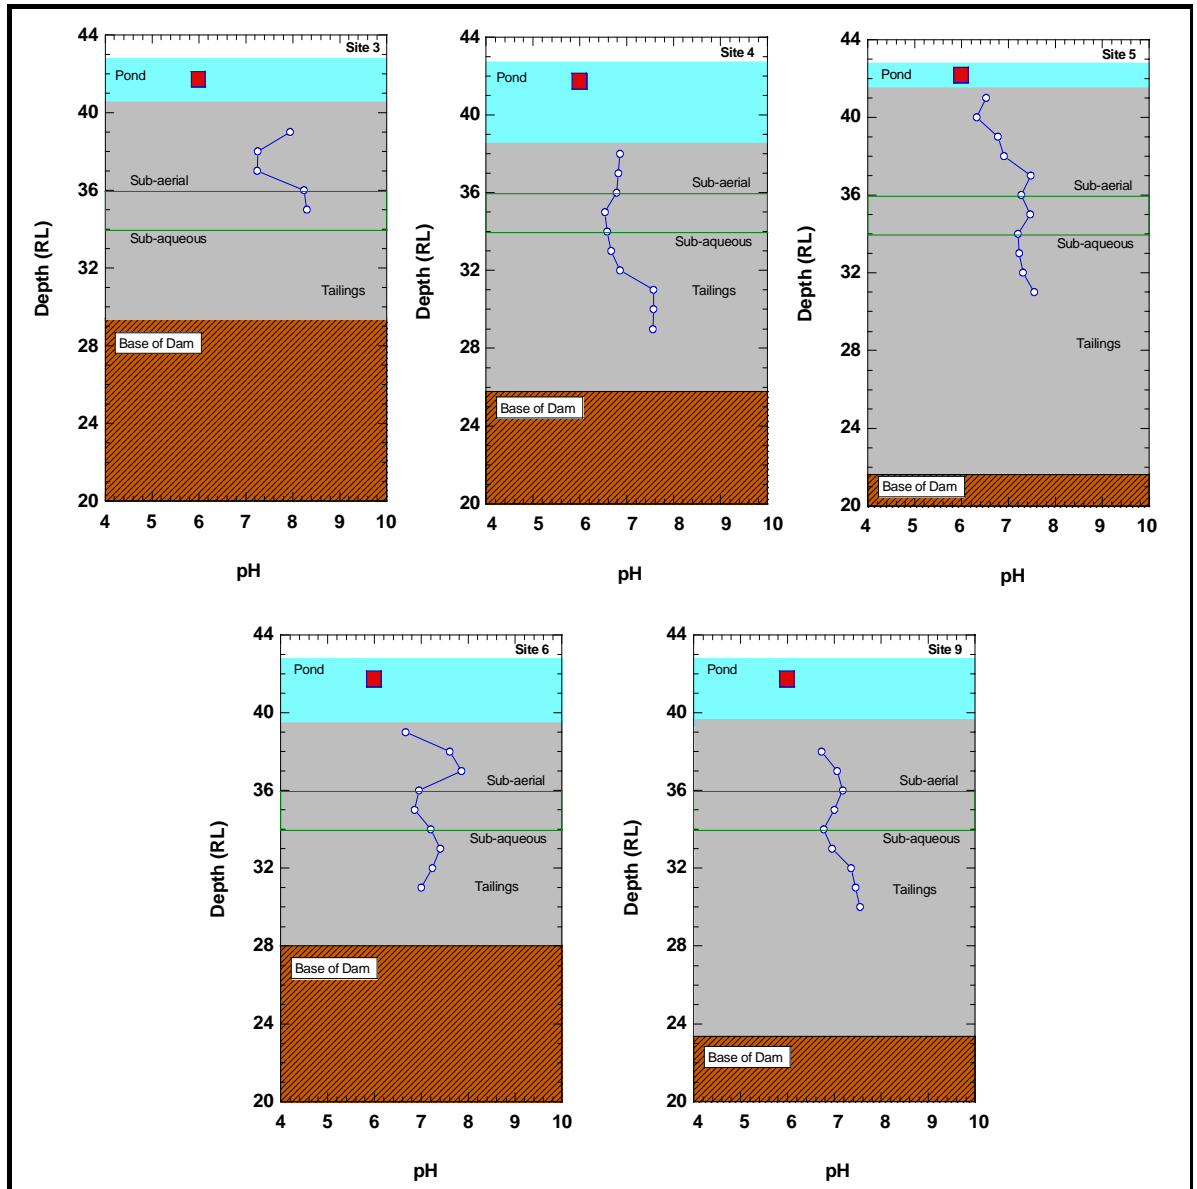 Site 3
Pond
Sub-aerial
Sub-aqueous
Tailings
Base of Dam
44
40
36
32
28
24
20
4 5 6 7 8 9 10
Depth (RL)
pH
Site 4
Pond
Sub-aerial
Sub-aqueous
Tailings
Base of Dam
44
40
36
32
28
24
20
4 5 6 7 8 9 10
Depth (RL)
pH
Site 5
Pond
Sub-aerial
Sub-aqueous
Tailings
Base of Dam
44
40
36
32
28
24
20
4 5 6 7 8 9 10
Depth (RL)
pH
Site 6
Pond
Sub-aerial
Sub-aqueous
Tailings
Base of Dam
44
40
36
32
28
24
20
4 5 6 7 8 9 10
Depth (RL)
pH
Site 9
Pond
Sub-aerial
Sub-aqueous
Tailings
Base of Dam
44
40
36
32
28
24
20
4 5 6 7 8 9 10
Depth (RL)
pH